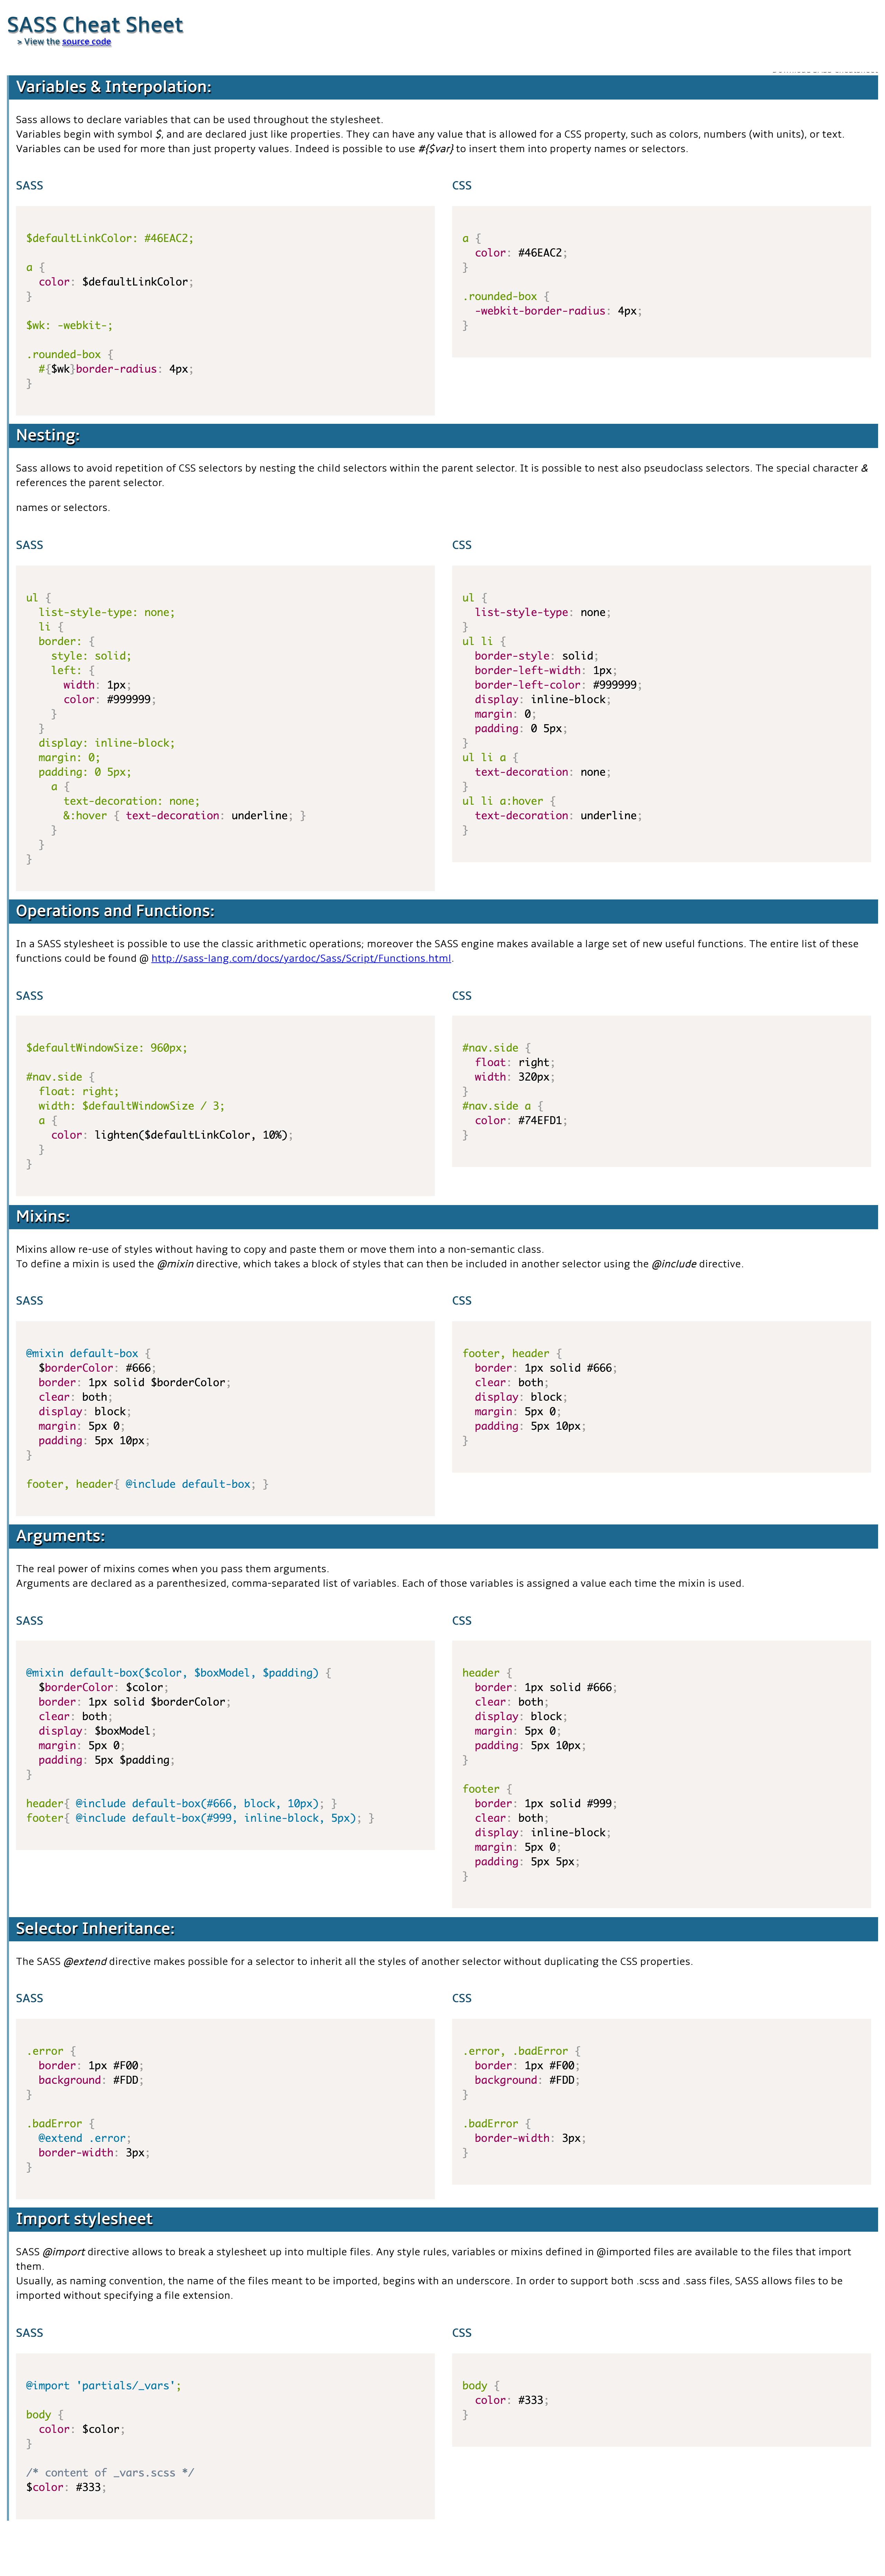 SASS Cheat Sheet
> View the source code
Variables & Interpolation:
Sass allows to declare variables that can be used throughout the stylesheet.
Variables begin with symbol $, and are declared just like properties. They can have any value that is allowed for a CSS property, such as colors, numbers (with units), or text.
Variables can be used for more than just property values. Indeed is possible to use #{$var} to insert them into property names or selectors.
SASS
$defaultLinkColor: #46EAC2;
a {
color: $defaultLinkColor;
}
$wk: -webkit-;
.rounded-box {
#{$wk}border-radius: 4px;
}
CSS
a {
color: #46EAC2;
}
.rounded-box {
-webkit-border-radius: 4px;
}
Nesting:
Sass allows to avoid repetition of CSS selectors by nesting the child selectors within the parent selector. It is possible to nest also pseudoclass selectors. The special character &
references the parent selector.
names or selectors.
SASS
ul {
list-style-type: none;
li {
border: {
style: solid;
left: {
width: 1px;
color: #999999;
}
}
display: inline-block;
margin: 0;
padding: 0 5px;
a {
text-decoration: none;
&:hover { text-decoration: underline; }
}
}
}
CSS
ul {
list-style-type: none;
}
ul li {
border-style: solid;
border-left-width: 1px;
border-left-color: #999999;
display: inline-block;
margin: 0;
padding: 0 5px;
}
ul li a {
text-decoration: none;
}
ul li a:hover {
text-decoration: underline;
}
Operations and Functions:
In a SASS stylesheet is possible to use the classic arithmetic operations; moreover the SASS engine makes available a large set of new useful functions. The entire list of these
functions could be found @ http://sass-lang.com/docs/yardoc/Sass/Script/Functions.html.
SASS
$defaultWindowSize: 960px;
#nav.side {
float: right;
width: $defaultWindowSize / 3;
a {
color: lighten($defaultLinkColor, 10%);
}
}
CSS
#nav.side {
float: right;
width: 320px;
}
#nav.side a {
color: #74EFD1;
}
Mixins:
Mixins allow re-use of styles without having to copy and paste them or move them into a non-semantic class.
To define a mixin is used the @mixin directive, which takes a block of styles that can then be included in another selector using the @include directive.
SASS
@mixin default-box {
$borderColor: #666;
border: 1px solid $borderColor;
clear: both;
display: block;
margin: 5px 0;
padding: 5px 10px;
}
footer, header{ @include default-box; }
CSS
footer, header {
border: 1px solid #666;
clear: both;
display: block;
margin: 5px 0;
padding: 5px 10px;
}
Arguments:
The real power of mixins comes when you pass them arguments.
Arguments are declared as a parenthesized, comma-separated list of variables. Each of those variables is assigned a value each time the mixin is used.
SASS
@mixin default-box($color, $boxModel, $padding) {
$borderColor: $color;
border: 1px solid $borderColor;
clear: both;
display: $boxModel;
margin: 5px 0;
padding: 5px $padding;
}
header{ @include default-box(#666, block, 10px); }
footer{ @include default-box(#999, inline-block, 5px); }
CSS
header {
border: 1px solid #666;
clear: both;
display: block;
margin: 5px 0;
padding: 5px 10px;
}
footer {
border: 1px solid #999;
clear: both;
display: inline-block;
margin: 5px 0;
padding: 5px 5px;
}
Selector Inheritance:
The SASS @extend directive makes possible for a selector to inherit all the styles of another selector without duplicating the CSS properties.
SASS
.error {
border: 1px #F00;
background: #FDD;
}
.badError {
@extend .error;
border-width: 3px;
}
CSS
.error, .badError {
border: 1px #F00;
background: #FDD;
}
.badError {
border-width: 3px;
}
Import stylesheet
SASS @import directive allows to break a stylesheet up into multiple files. Any style rules, variables or mixins defined in @imported files are available to the files that import
them.
Usually, as naming convention, the name of the files meant to be imported, begins with an underscore. In order to support both .scss and .sass files, SASS allows files to be
imported without specifying a file extension.
SASS
@import 'partials/_vars';
body {
color: $color;
}
/* content of _vars.scss */
$color: #333;
CSS
body {
color: #333;
}